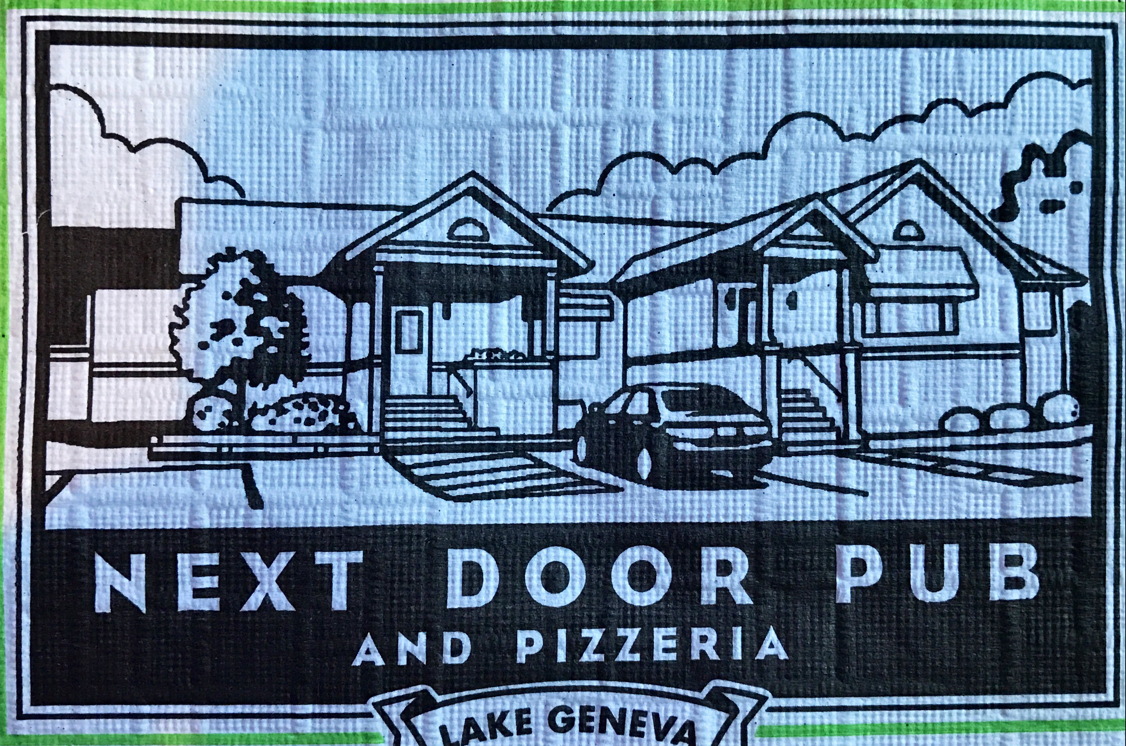 NEXT DOOR PUB
AND PIZZERIA
LAKE GENEVA